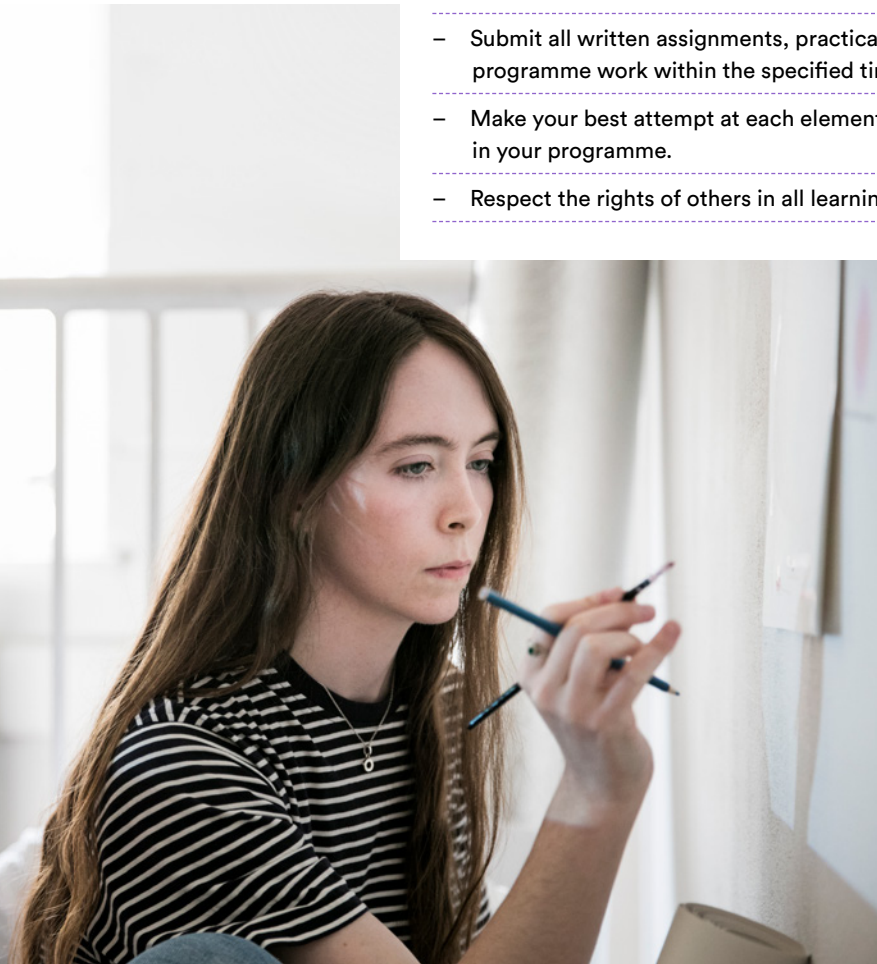 – Submit all written assignments, practica
programme work within the specified ti
– Make your best attempt at each element
in your programme.
– Respect the rights of others in all learnin